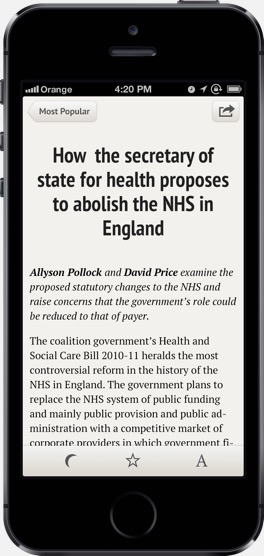 Orange 4:20 PM
Most Popular
How the secretary of
state for health proposes
to abolish the NHS in
England
Allyson Pollock and David Price examine the
proposed statutory changes to the NHS and
raise concerns that the government's role could
be reduced to that of payer.
The coalition government's Health and
Social Care Bill 2010-11 heralds the most
controversial reform in the history of the
NHS in England. The government plans to
replace the NHS system of public funding
and mainly public provision and public ad-
ministration with a competitive market of
corporate providers in which government fi-
A